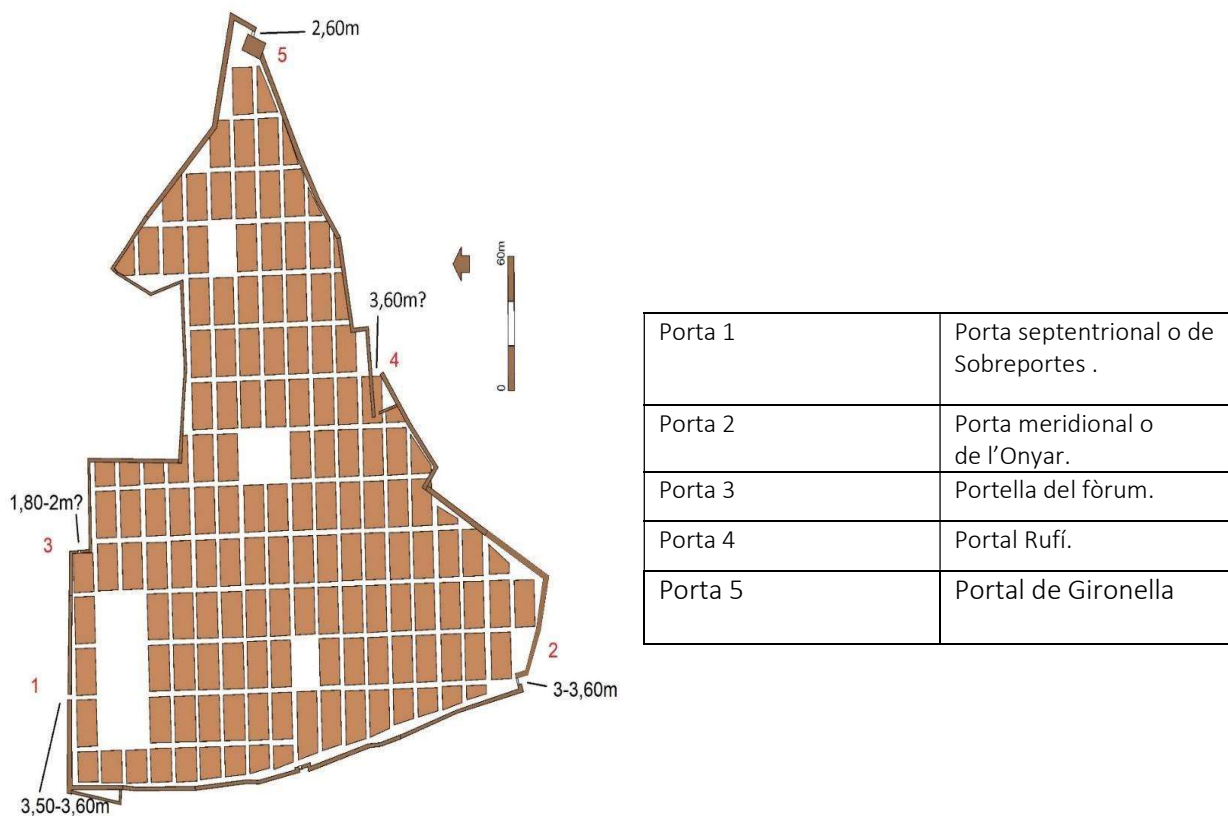 2,60m
5
60m
0
3,60m?
4
1,80-2m?
3
1
2
3-3,60m
3,50-3,60m
Porta 1
Porta septentrional o de
Sobreportes .
Porta 2
Porta meridional o
de l’Onyar.
Porta 3
Portella del fòrum.
Porta 4
Portal Rufí.
Porta 5
Portal de Gironella